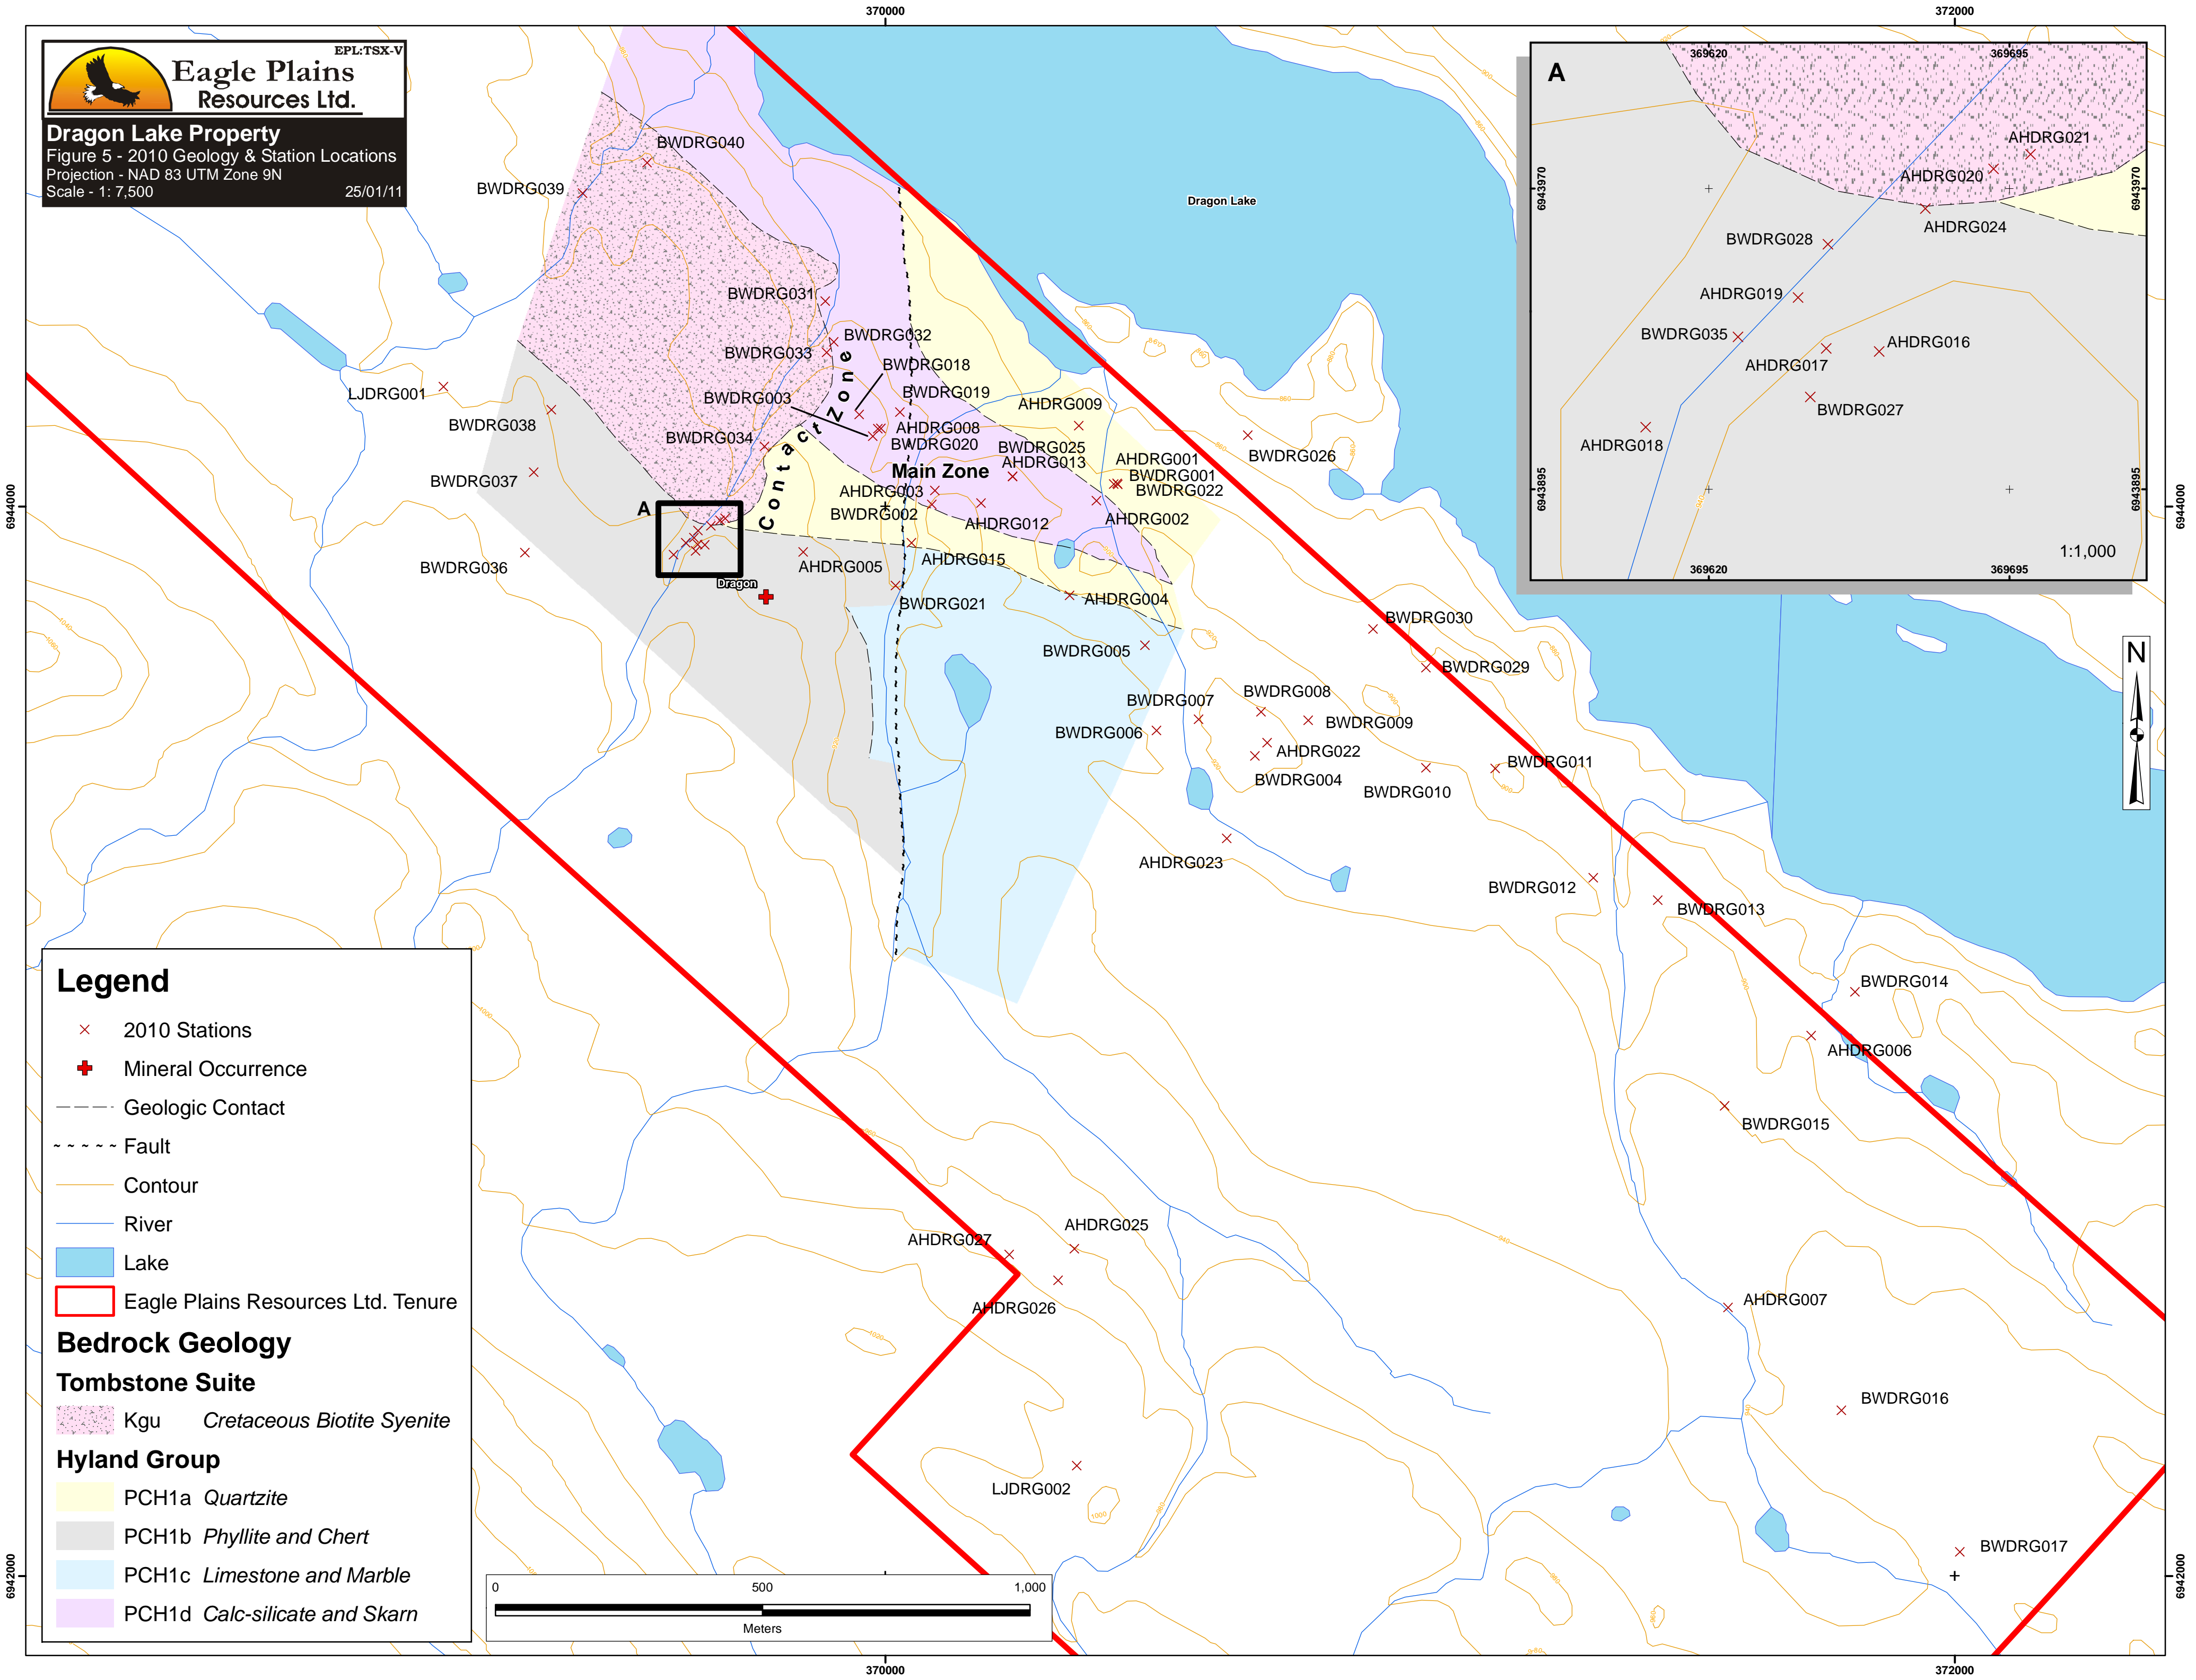 370000
372000
EPL:TSX-V
Eagle Plains
Resources Ltd.
Dragon Lake Property
Figure 5 - 2010 Geology & Station Locations
Projection - NAD 83 UTM Zone 9N
Scale - 1: 7,500
25/01/11
A
369620
369695
AHDRG021
AHDRG020
6943970
6943970
AHDRG024
BWDRG028
AHDRG019
BWDRG035
AHDRG016
AHDRG017
BWDRG027
AHDRG018
6943895
6943895
1:1,000
369620
369695
Dragon Lake
BWDRG040
BWDRG039
BWDRG031
BWDRG032
BWDRG033
BWDRG018
LJDRG001
BWDRG003
BWDRG019
AHDRG009
BWDRG038
AHDRG008
BWDRG034
BWDRG020
BWDRG025
BWDRG026
Contact Zone
Main Zone
AHDRG013
AHDRG001
BWDRG001
BWDRG037
AHDRG003
BWDRG022
6944000
6944000
A
BWDRG002
AHDRG012
AHDRG002
BWDRG036
AHDRG005
AHDRG015
Dragon
BWDRG021
AHDRG004
BWDRG030
BWDRG005
BWDRG029
N
BWDRG008
BWDRG007
BWDRG009
BWDRG006
AHDRG022
BWDRG011
BWDRG004
BWDRG010
AHDRG023
BWDRG012
BWDRG013
BWDRG014
AHDRG006
BWDRG015
AHDRG025
AHDRG027
AHDRG026
AHDRG007
BWDRG016
LJDRG002
BWDRG017
6942000
6942000
Legend
2010 Stations
Mineral Occurrence
Geologic Contact
Fault
Contour
River
Lake
Eagle Plains Resources Ltd. Tenure
Bedrock Geology
Tombstone Suite
Kgu Cretaceous Biotite Syenite
Hyland Group
PCH1a Quartzite
PCH1b Phyllite and Chert
PCH1c Limestone and Marble
PCH1d Calc-silicate and Skarn
0 500 1,000
Meters
370000
372000